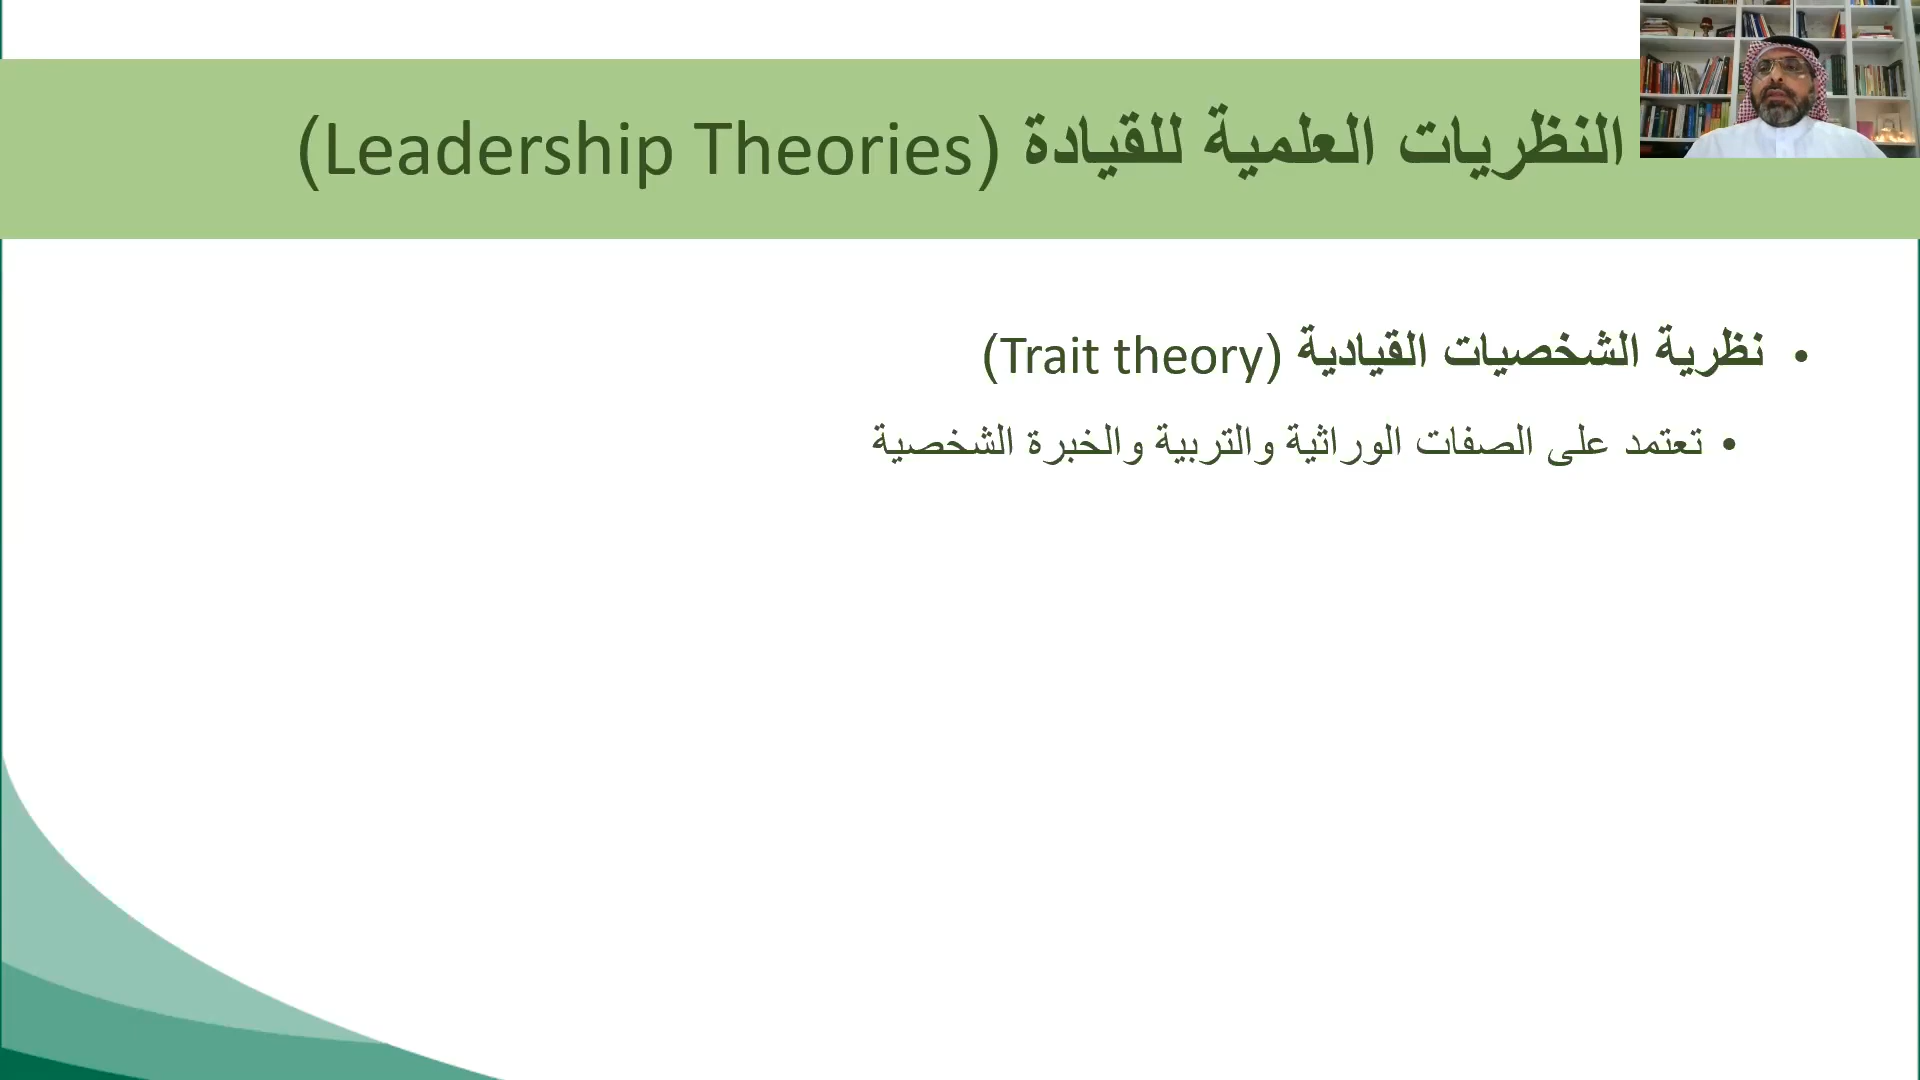 النظريات العلمية للقيادة (Leadership Theories)
• نظرية الشخصيات القيادية (Trait theory)
• تعتمد على الصفات الوراثية والتربية والخبرة الشخصية